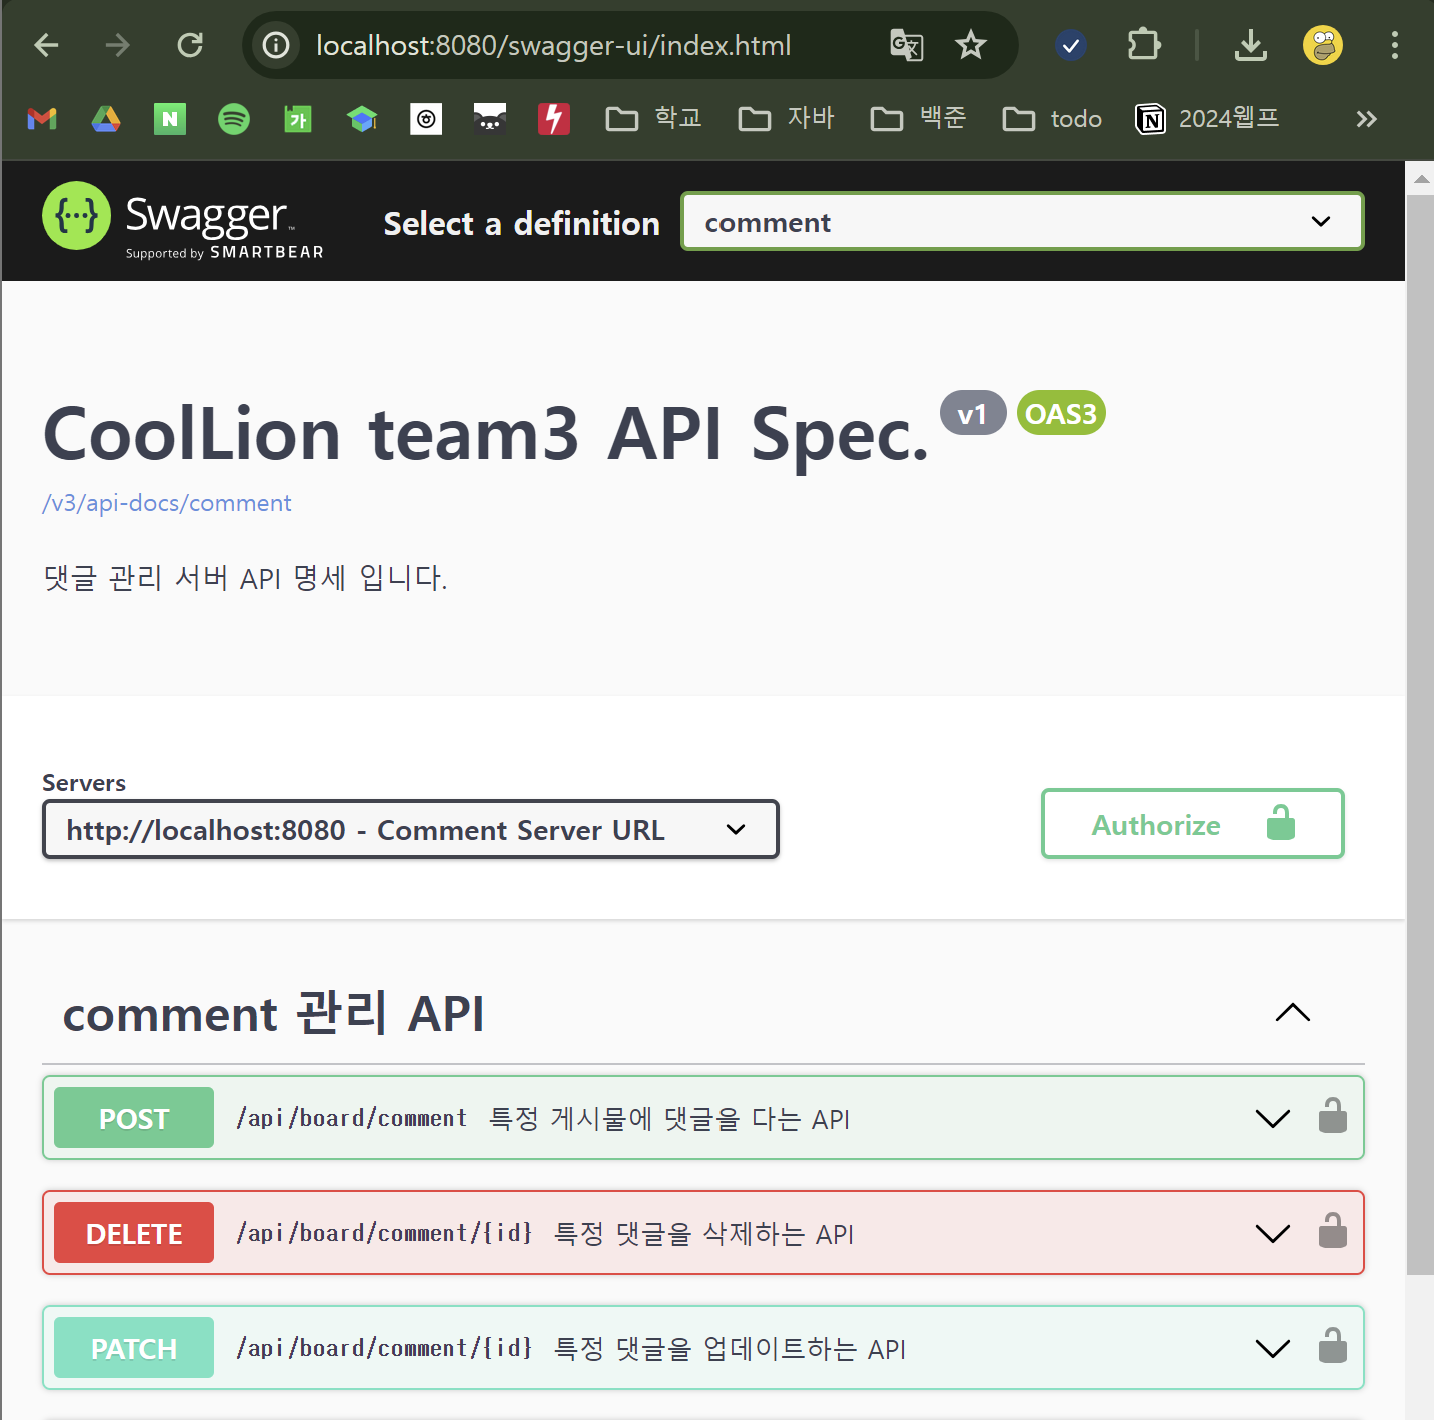 localhost:8080/swagger-ui/index.html
학교 자바 백준 todo 2024웹프
Swagger™
Supported by SMARTBEAR
Select a definition
comment
CoolLion team3 API Spec. v1 OAS3
/v3/api-docs/comment
댓글 관리 서버 API 명세 입니다.
Servers
http://localhost:8080 - Comment Server URL
Authorize
comment 관리 API
POST /api/board/comment 특정 게시물에 댓글을 다는 API
DELETE /api/board/comment/{id} 특정 댓글을 삭제하는 API
PATCH /api/board/comment/{id} 특정 댓글을 업데이트하는 API